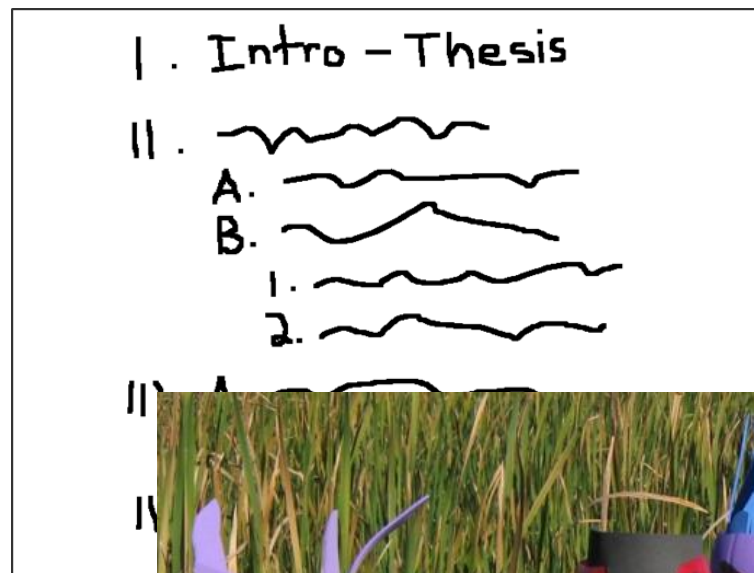 I. Intro - Thesis
II.
A.
B.
1.
2.